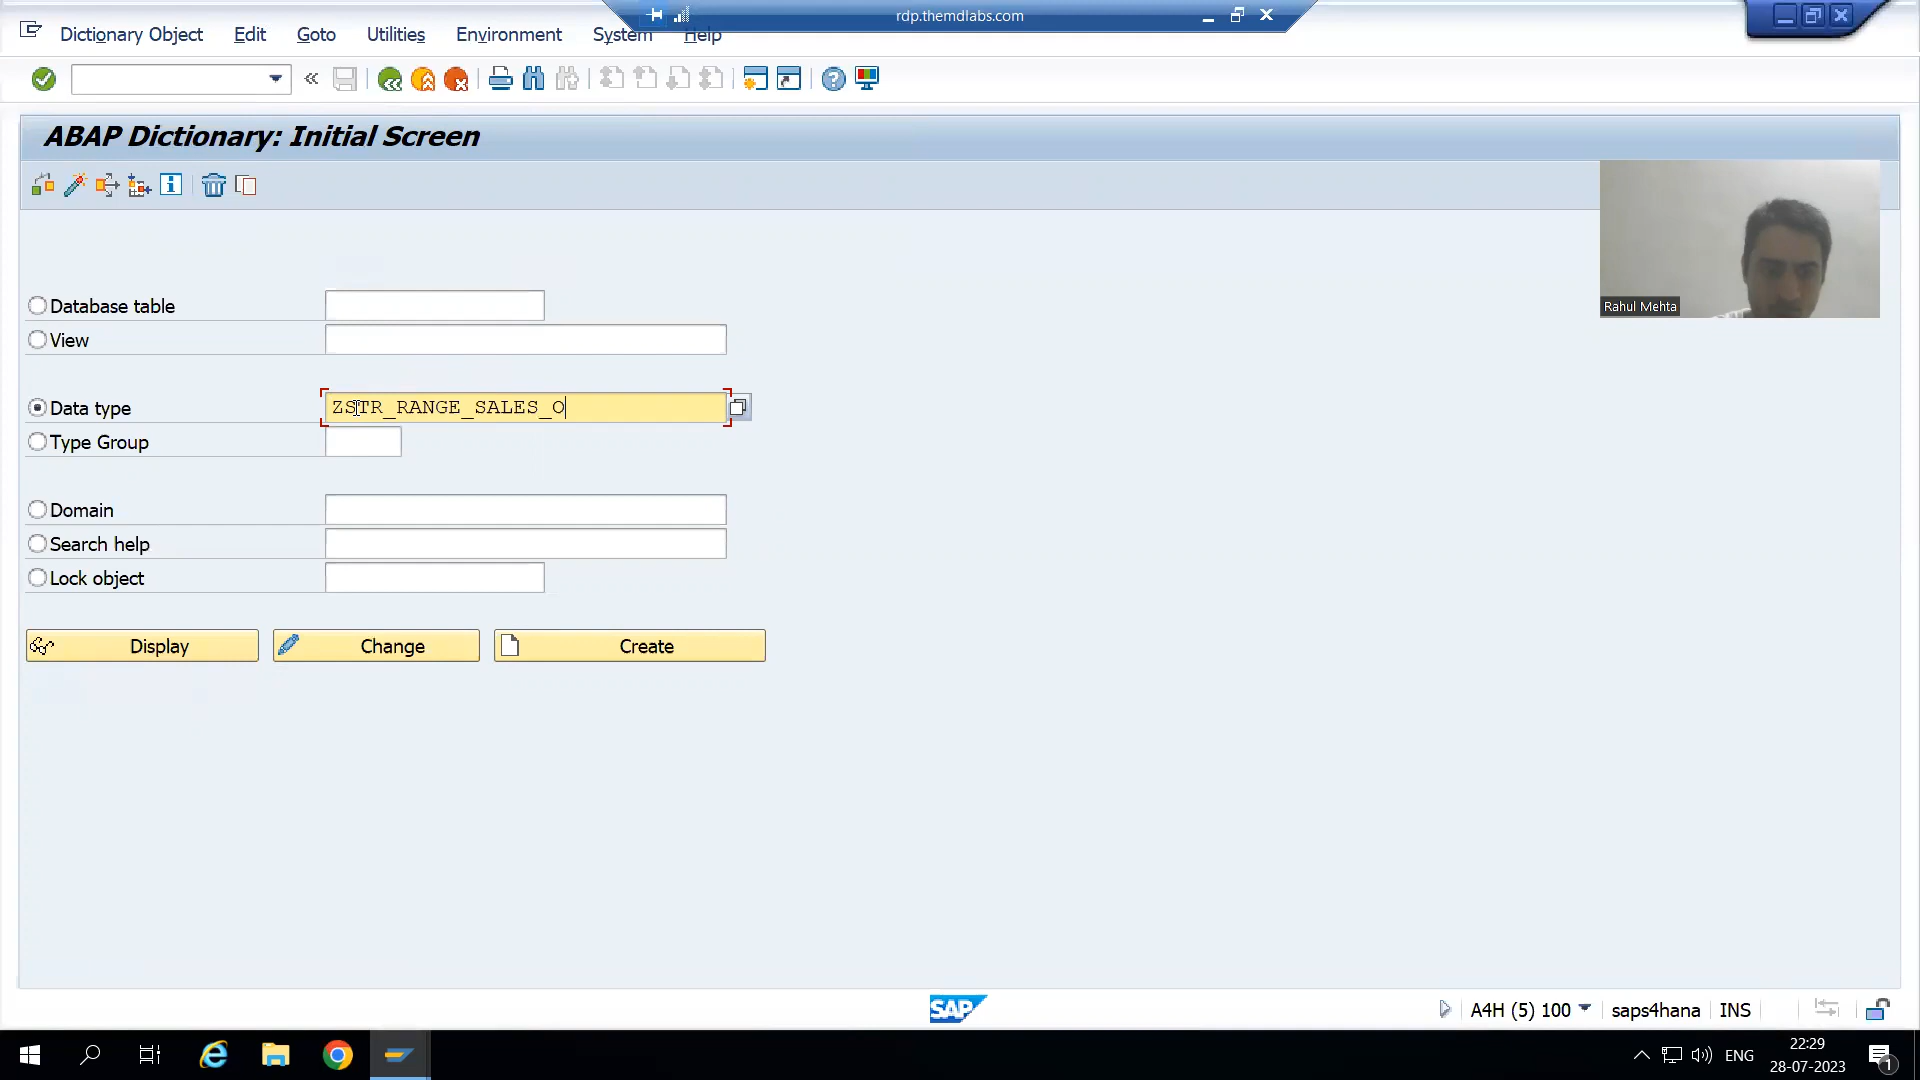 rdp.themdlabs.com
Dictionary Object Edit Goto Utilities Environment System Help
ABAP Dictionary: Initial Screen
Rahul Mehta
Database table
View
Data type ZSTR_RANGE_SALES_O
Type Group
Domain
Search help
Lock object
Display Change Create
SAP A4H (5) 100 saps4hana INS
22:29
ENG
28-07-2023
1